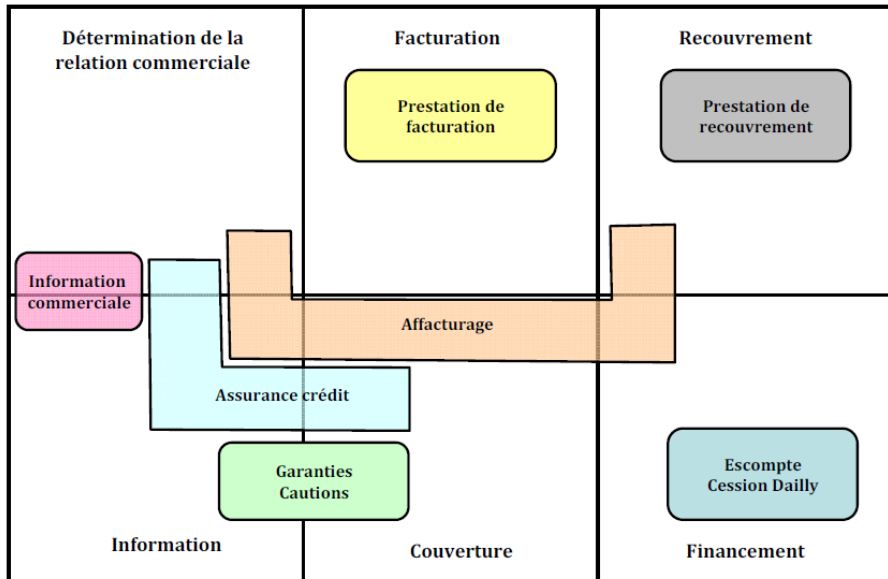 Détermination de la
relation commerciale
Facturation
Recouvrement
Prestation de
facturation
Prestation de
recouvrement
Information
commerciale
Affacturage
Assurance crédit
Garanties
Cautions
Escompte
Cession Dailly
Information
Couverture
Financement